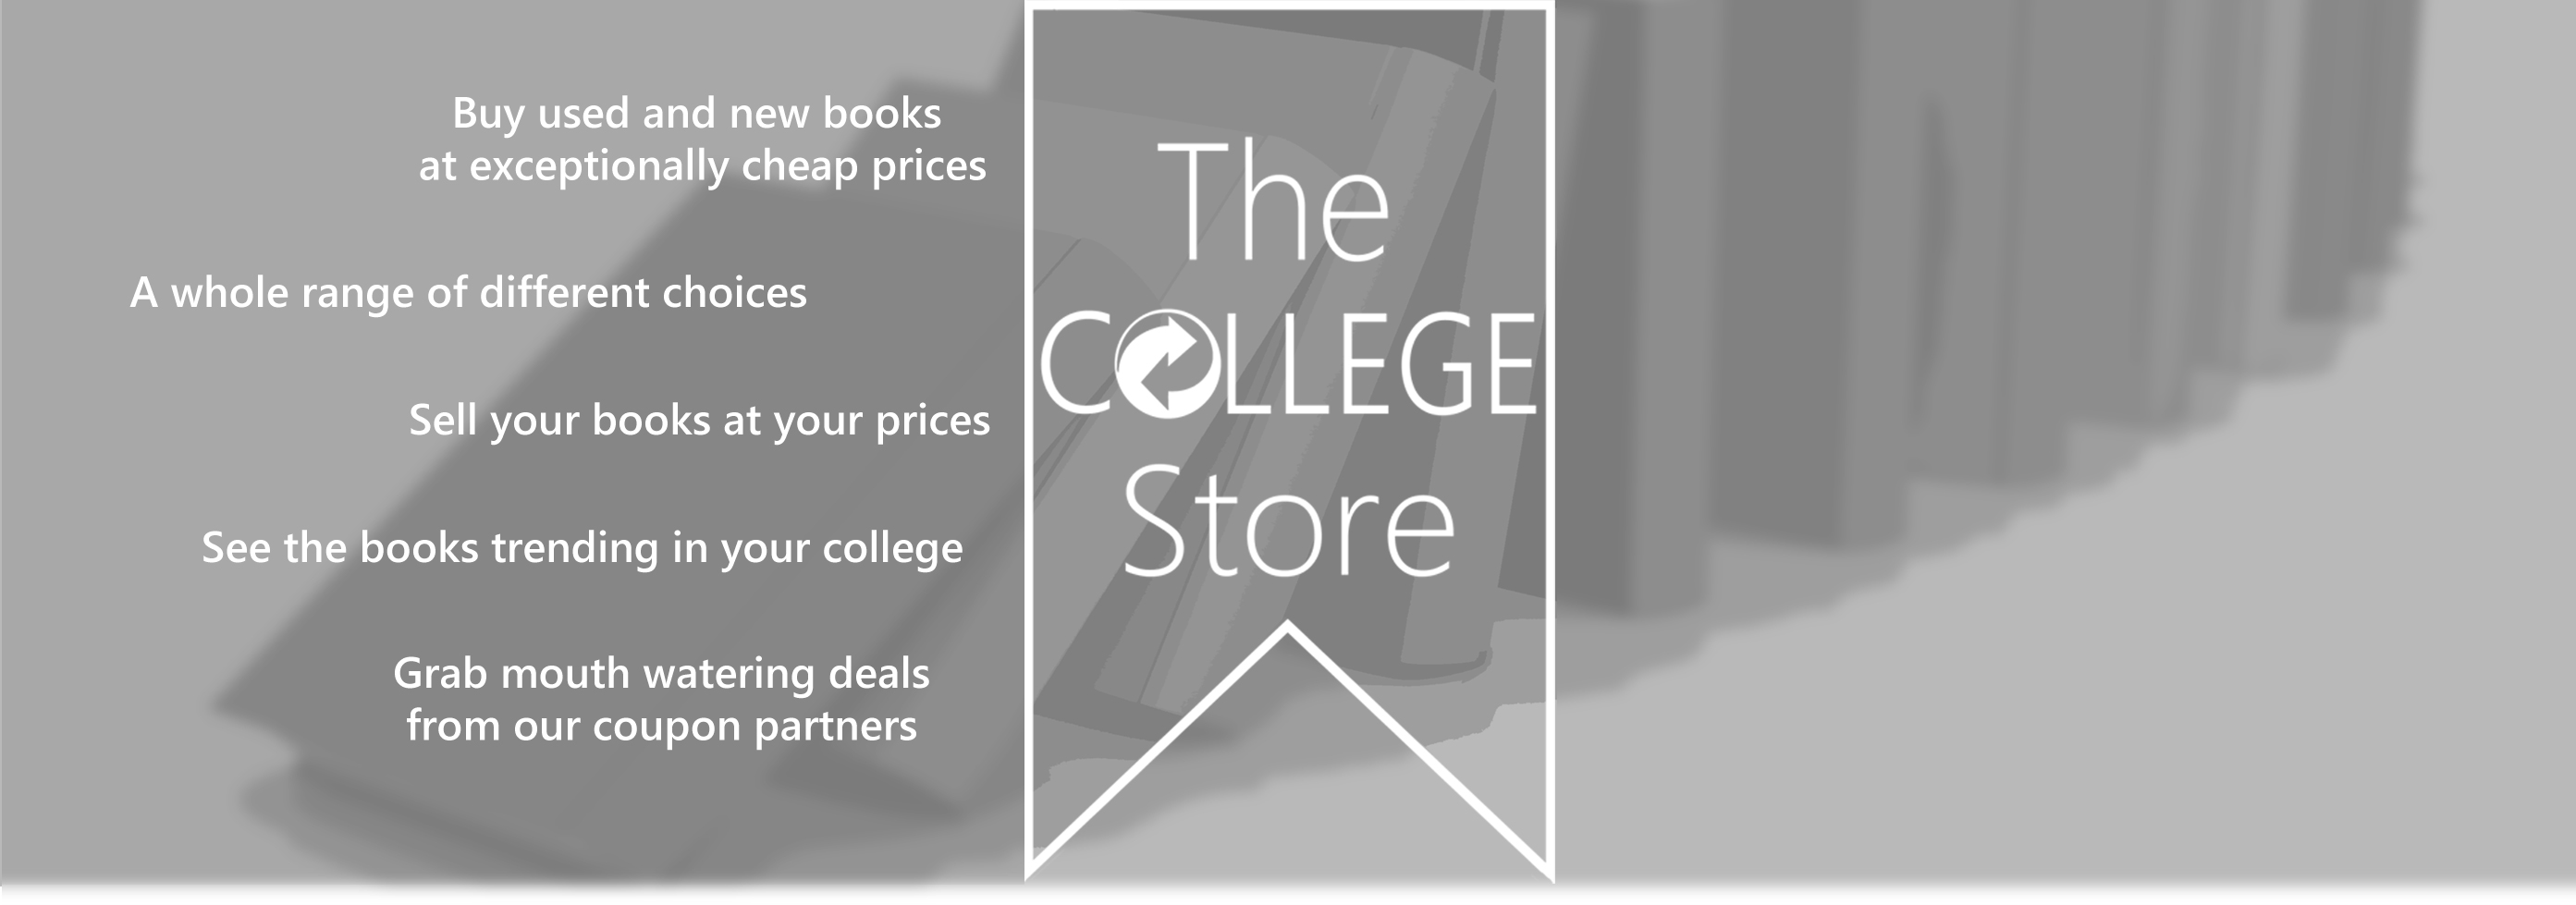 Buy used and new books
at exceptionally cheap prices
A whole range of different choices
Sell your books at your prices
See the books trending in your college
Grab mouth watering deals
from our coupon partners
The
COLLEGE
Store